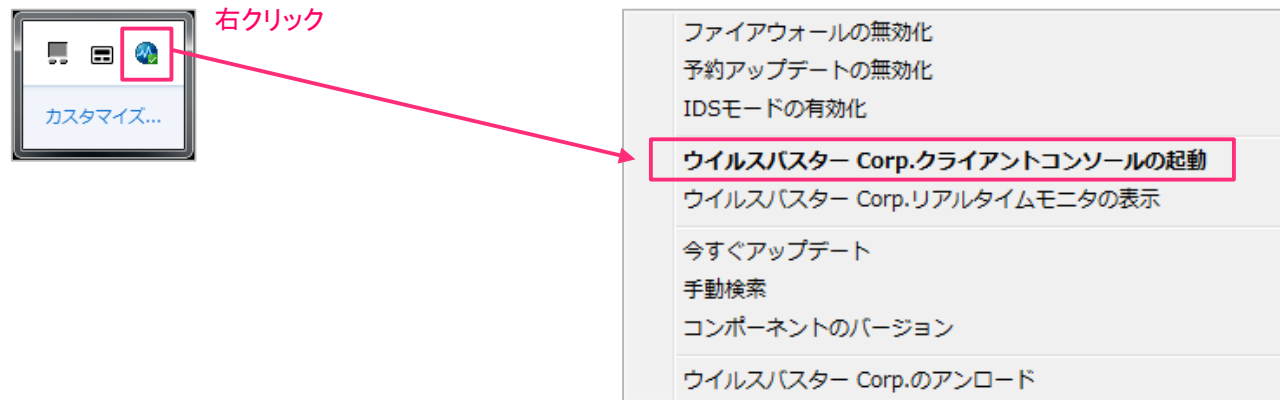 右クリック
カスタマイズ...
ファイアウォールの無効化
予約アップデートの無効化
IDSモードの有効化
ウイルスバスター Corp.クライアントコンソールの起動
ウイルスバスター Corp.リアルタイムモニタの表示
今すぐアップデート
手動検索
コンポーネントのバージョン
ウイルスバスター Corp.のアンロード